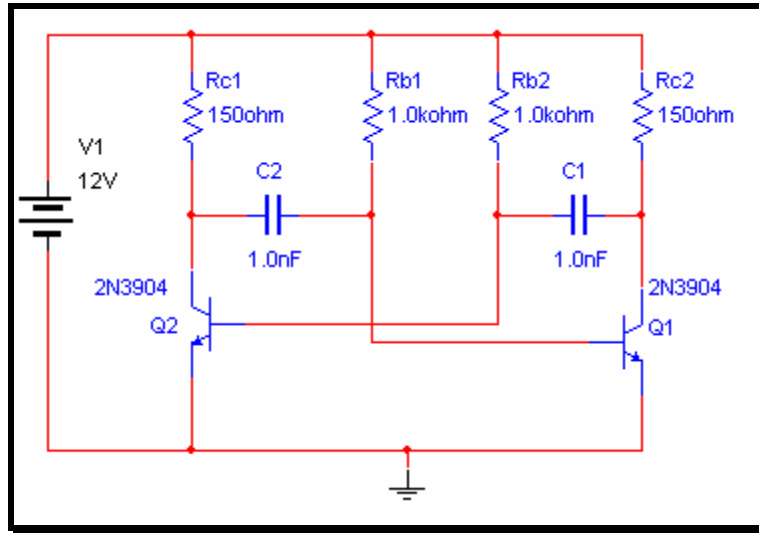 Rc1
150ohm
Rb1
1.0kohm
Rb2
1.0kohm
Rc2
150ohm
V1
12V
C2
1.0nF
C1
1.0nF
2N3904
Q2
2N3904
Q1